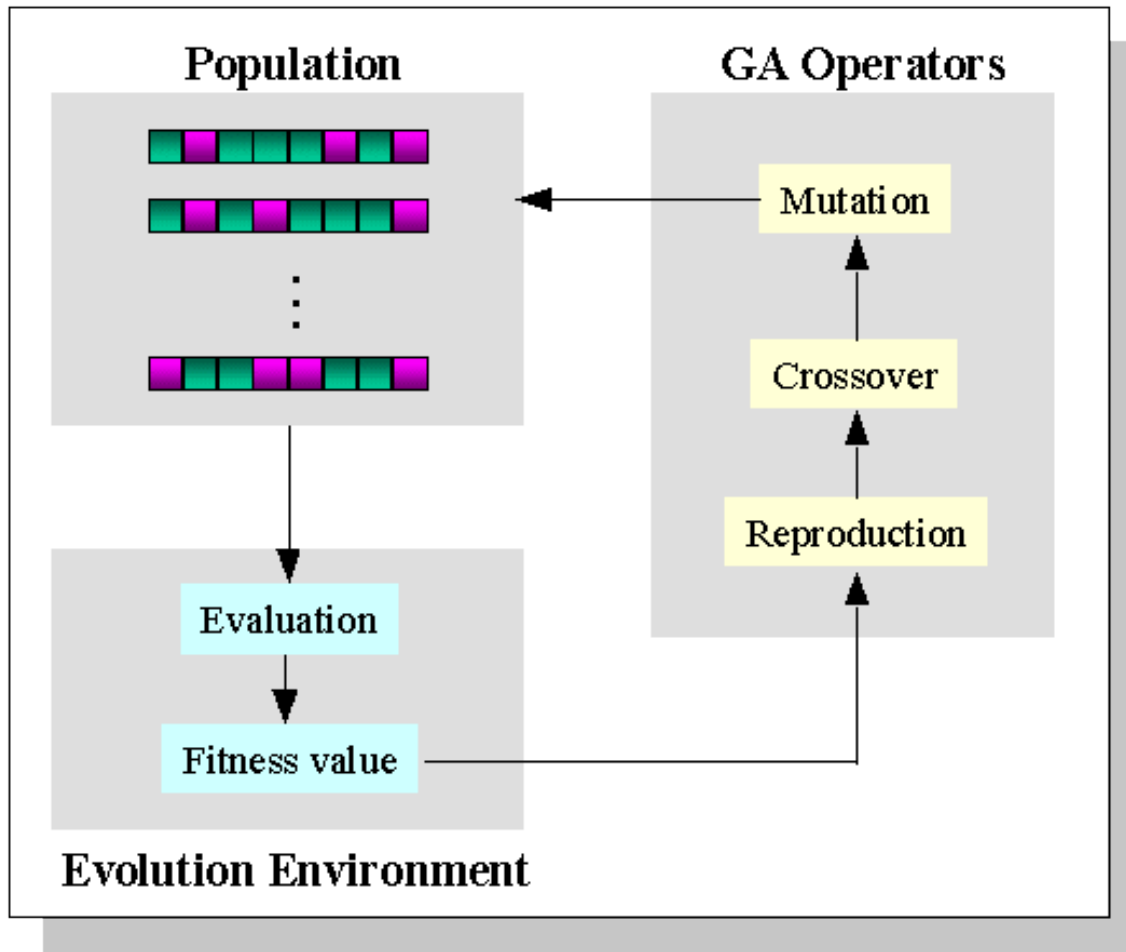 Population
GA Operators
Mutation
Crossover
Reproduction
Evaluation
Fitness value
Evolution Environment